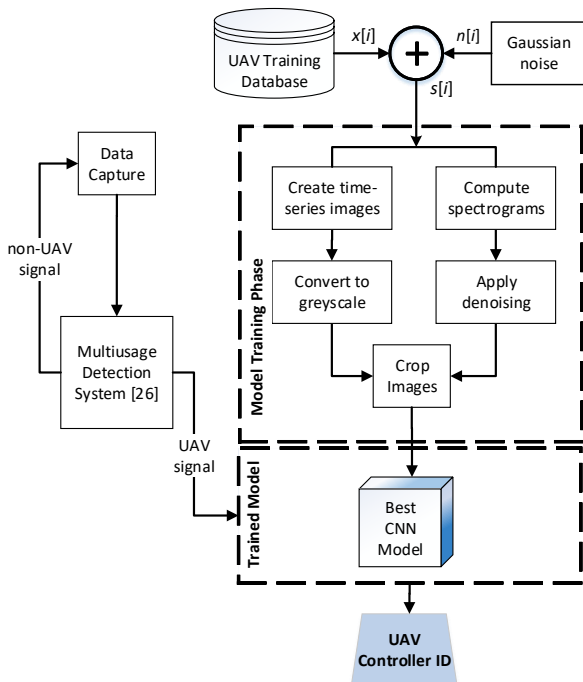 UAV Training
Database
x[i]
n[i]
Gaussian
noise
s[i]
Data
Capture
non-UAV
signal
Multiusage
Detection
System [26]
UAV
signal
Model Training Phase
Create time-
series images
Compute
spectrograms
Convert to
greyscale
Apply
denoising
Crop
Images
Trained Model
Best
CNN
Model
UAV
Controller ID